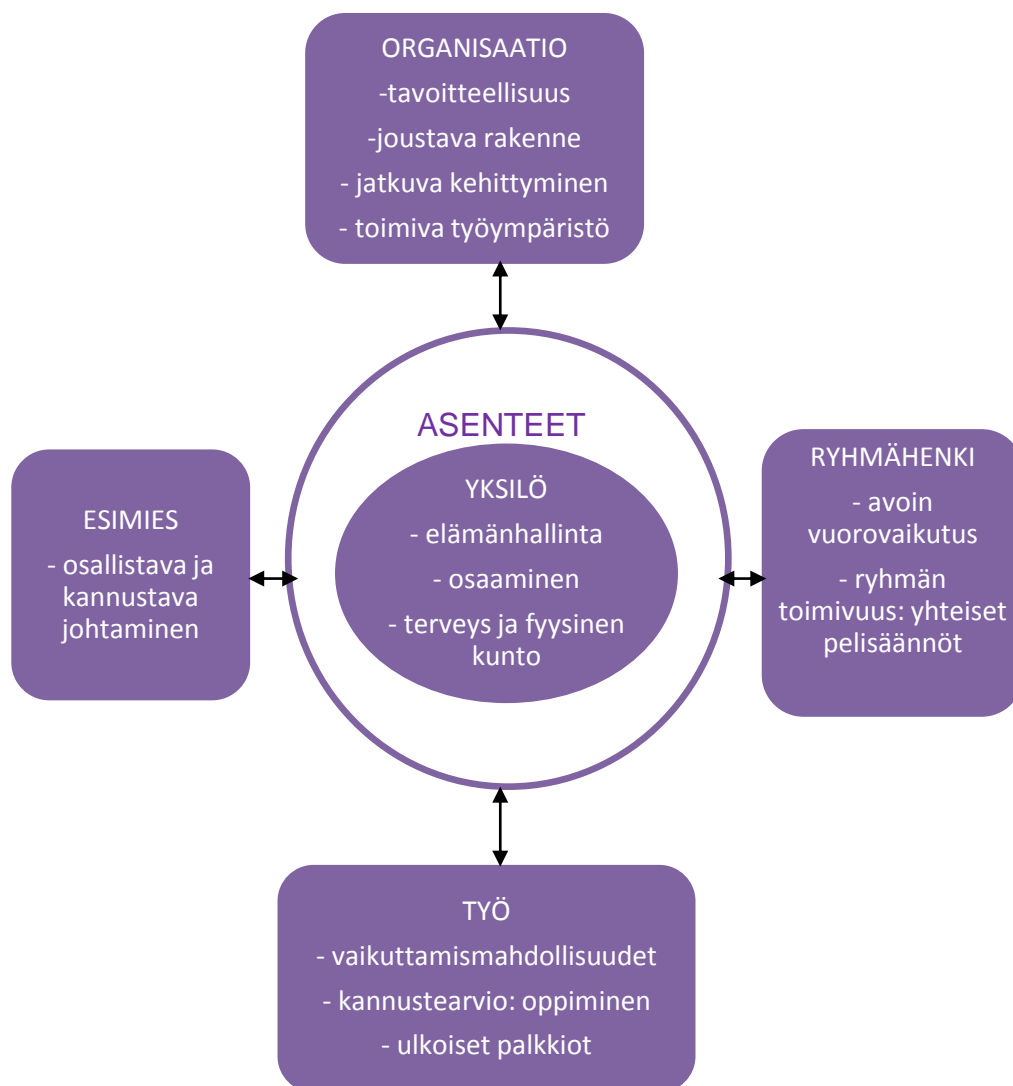 ORGANISAATIO
-tavoitteellisuus
-joustava rakenne
- jatkuva kehittyminen
- toimiva työympäristö
ASENTEET
YKSILÖ
- elämänhallinta
- osaaminen
- terveys ja fyysinen
kunto
ESIMIES
- osallistava ja
kannustava
johtaminen
RYHMÄHENKI
- avoin
vuorovaikutus
- ryhmän
toimivuus: yhteiset
pelisäännöt
TYÖ
- vaikuttamismahdollisuudet
- kannustearvio: oppiminen
- ulkoiset palkkiot